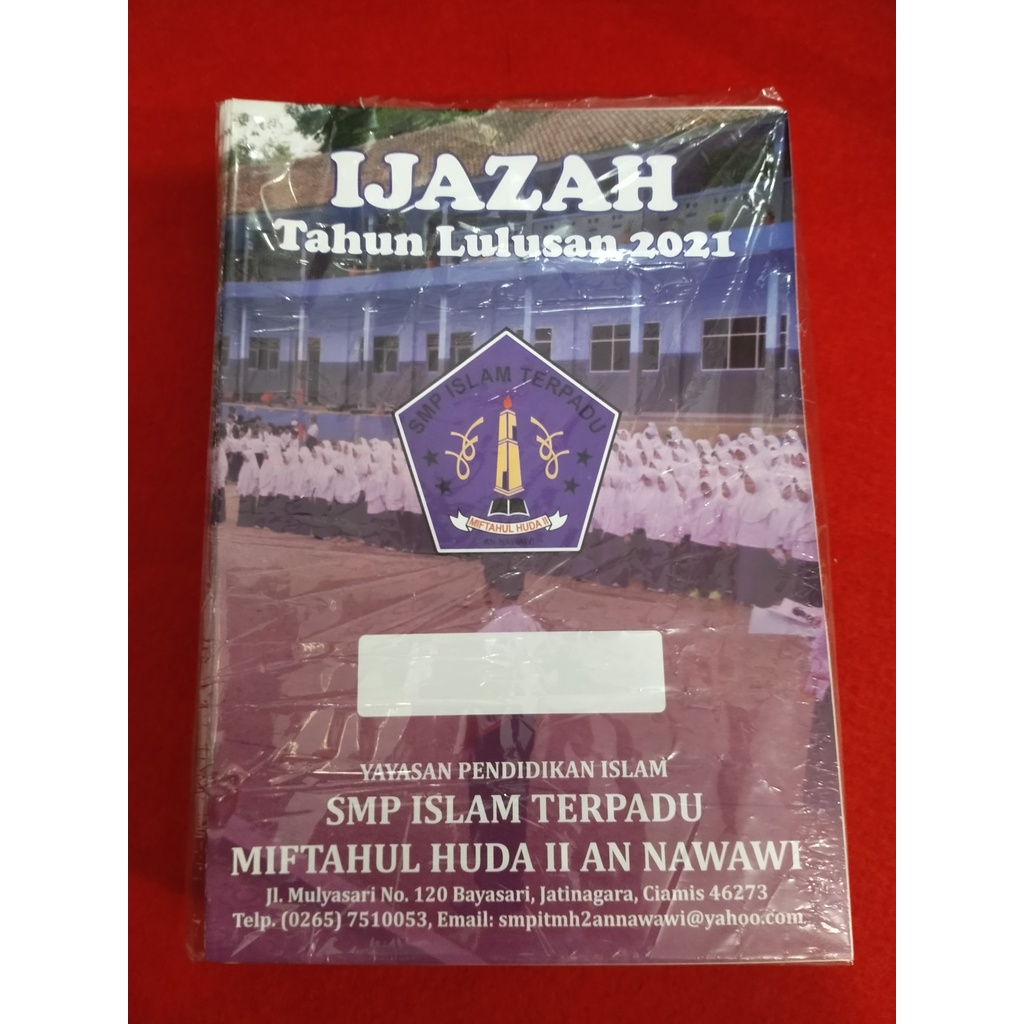 IJAZAH
Tahun Lulusan 2021
SMP ISLAM TERPADU
MIFTAHUL HUDA II
YAYASAN PENDIDIKAN ISLAM
SMP ISLAM TERPADU
MIFTAHUL HUDA II AN NAWAWI
Jl. Mulyasari No. 120 Bayasari, Jatinagara, Ciamis 46273
Telp. (0265) 7510053, Email: smpitmh2annawawi@yahoo.com